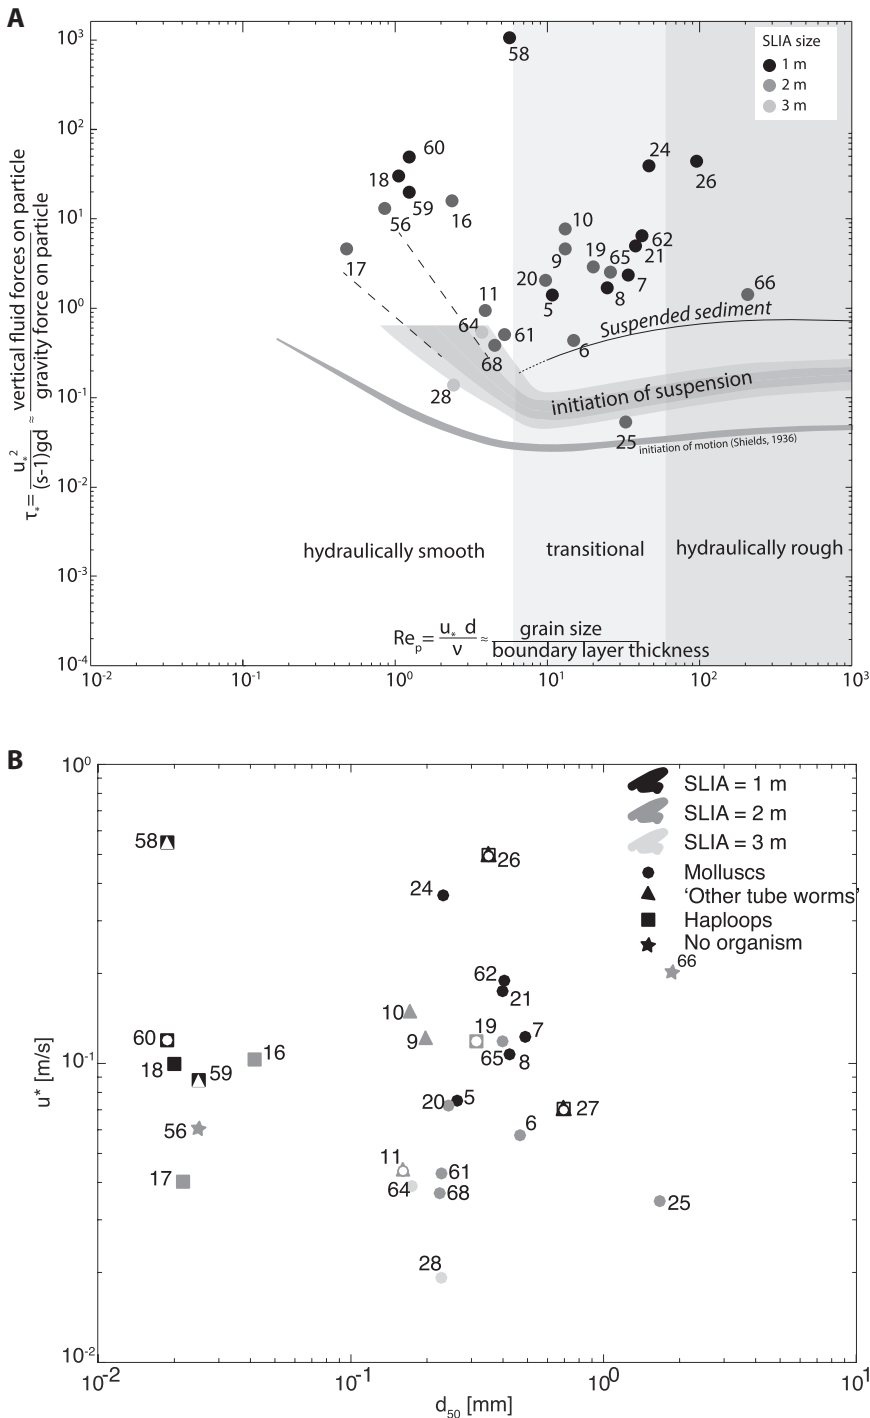 A
10³
10²
10¹
10⁰
10⁻¹
10⁻²
10⁻³
10⁻⁴
τ*= u*² / (s-1)gd ≈ vertical fluid forces on particle / gravity force on particle
SLIA size
1 m
2 m
3 m
58
60
18
59
56
16
17
24
26
10
9
62
21
19
65
7
8
20
5
66
11
64
61
68
6
28
25
Suspended sediment
initiation of suspension
initiation of motion (Shields, 1936)
hydraulically smooth
transitional
hydraulically rough
Reₚ= u* d / ν ≈ grain size / boundary layer thickness
10⁻² 10⁻¹ 10⁰ 10¹ 10² 10³
B
10⁰
10⁻¹
10⁻²
u* [m/s]
SLIA = 1 m
SLIA = 2 m
SLIA = 3 m
Molluscs
'Other tube worms'
Haploops
No organism
58
26
24
66
62
21
10
9
19
7
65
8
60
18
59
16
20
5
27
56
6
11
61
17
64
68
25
28
10⁻² 10⁻¹ 10⁰ 10¹
d₅₀ [mm]